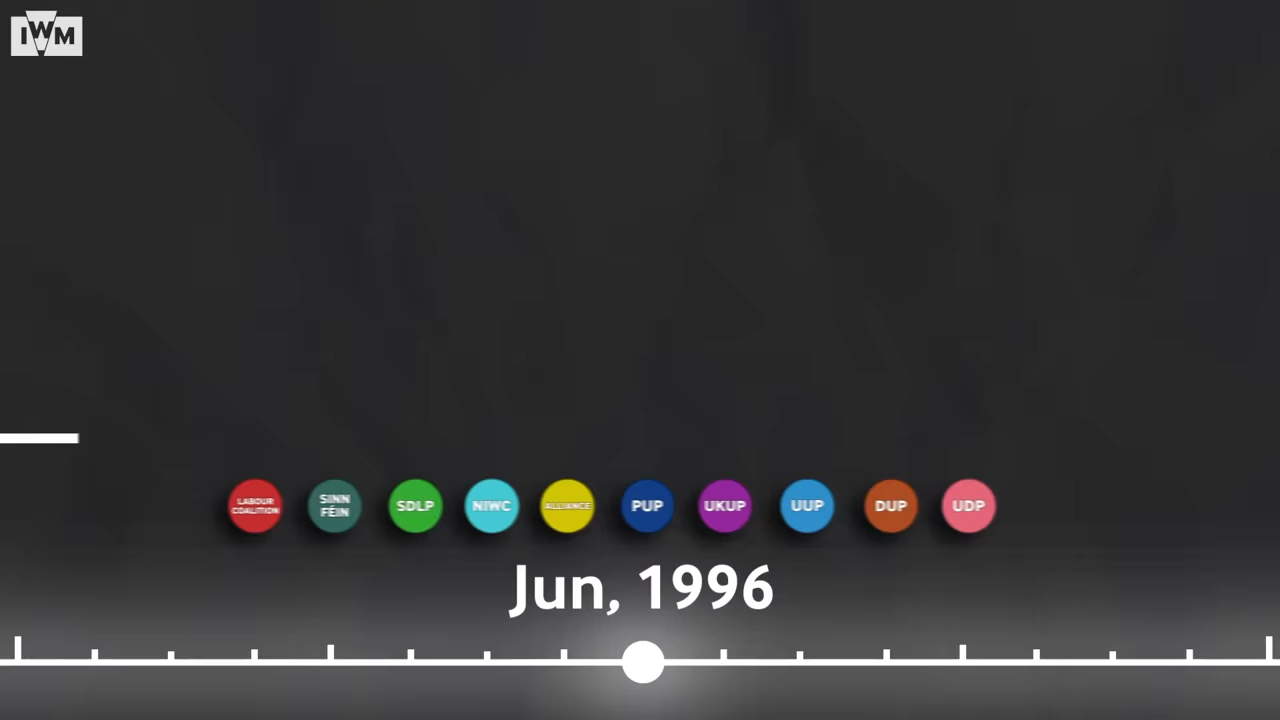 IWM
LABOUR
COALITION
SINN
FÉIN
SDLP
NIWC
ALLIANCE
PUP
UKUP
UUP
DUP
UDP
Jun, 1996